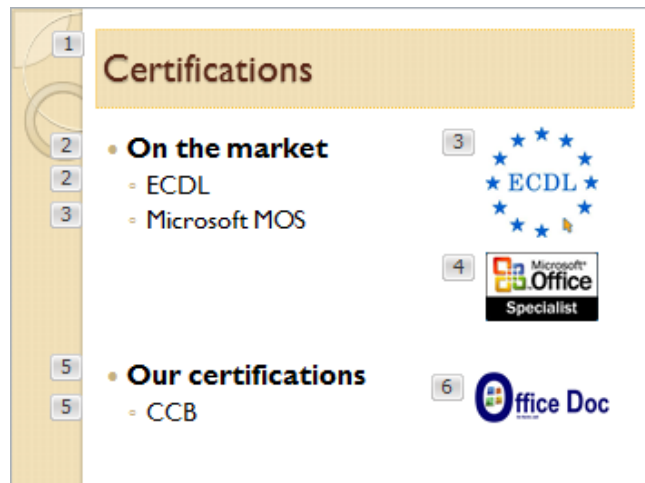 1
Certifications
2 • On the market
2 ▫ ECDL
3 ▫ Microsoft MOS
3
ECDL
4
Microsoft®
Office
Specialist
5 • Our certifications
5 ▫ CCB
6
Office Doc